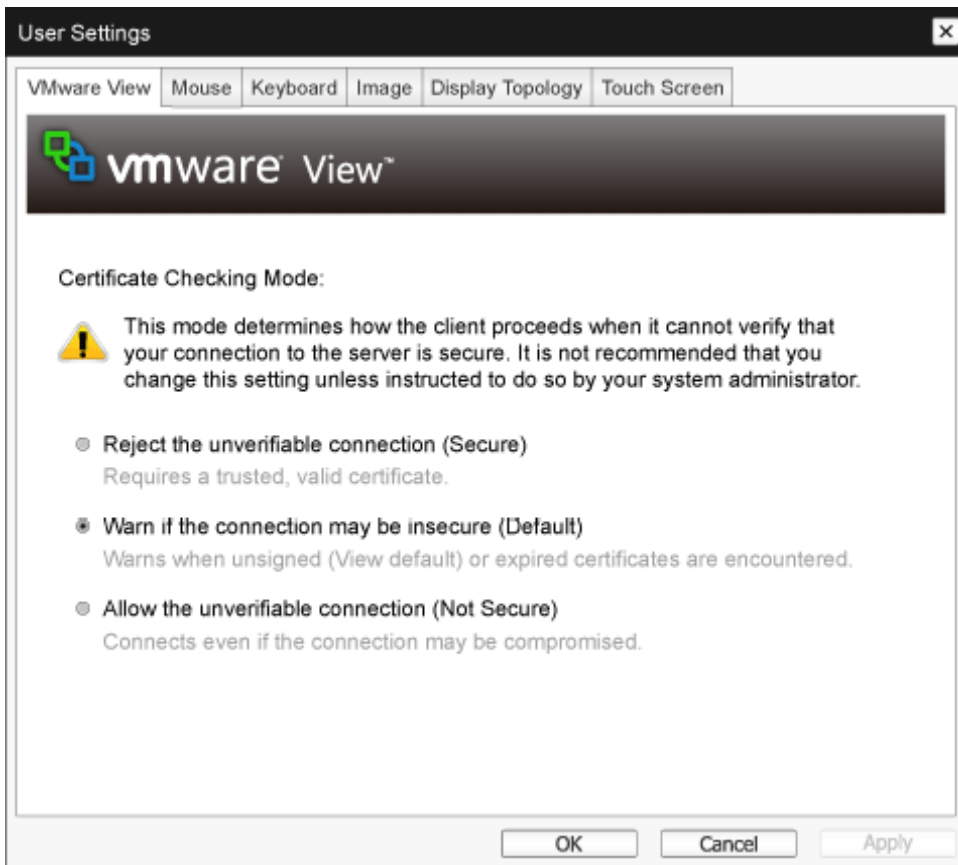 User Settings
VMware View Mouse Keyboard Image Display Topology Touch Screen
vmware View™
Certificate Checking Mode:
This mode determines how the client proceeds when it cannot verify that
your connection to the server is secure. It is not recommended that you
change this setting unless instructed to do so by your system administrator.
Reject the unverifiable connection (Secure)
Requires a trusted, valid certificate.
Warn if the connection may be insecure (Default)
Warns when unsigned (View default) or expired certificates are encountered.
Allow the unverifiable connection (Not Secure)
Connects even if the connection may be compromised.
OK Cancel Apply